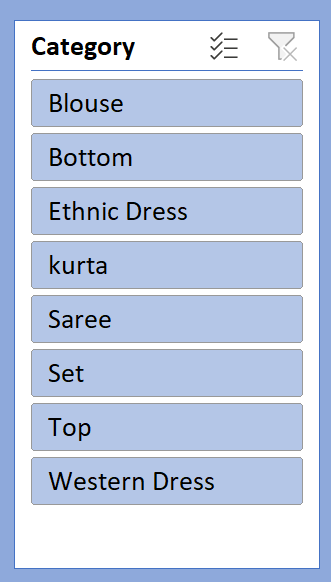 Category
Blouse
Bottom
Ethnic Dress
kurta
Saree
Set
Top
Western Dress